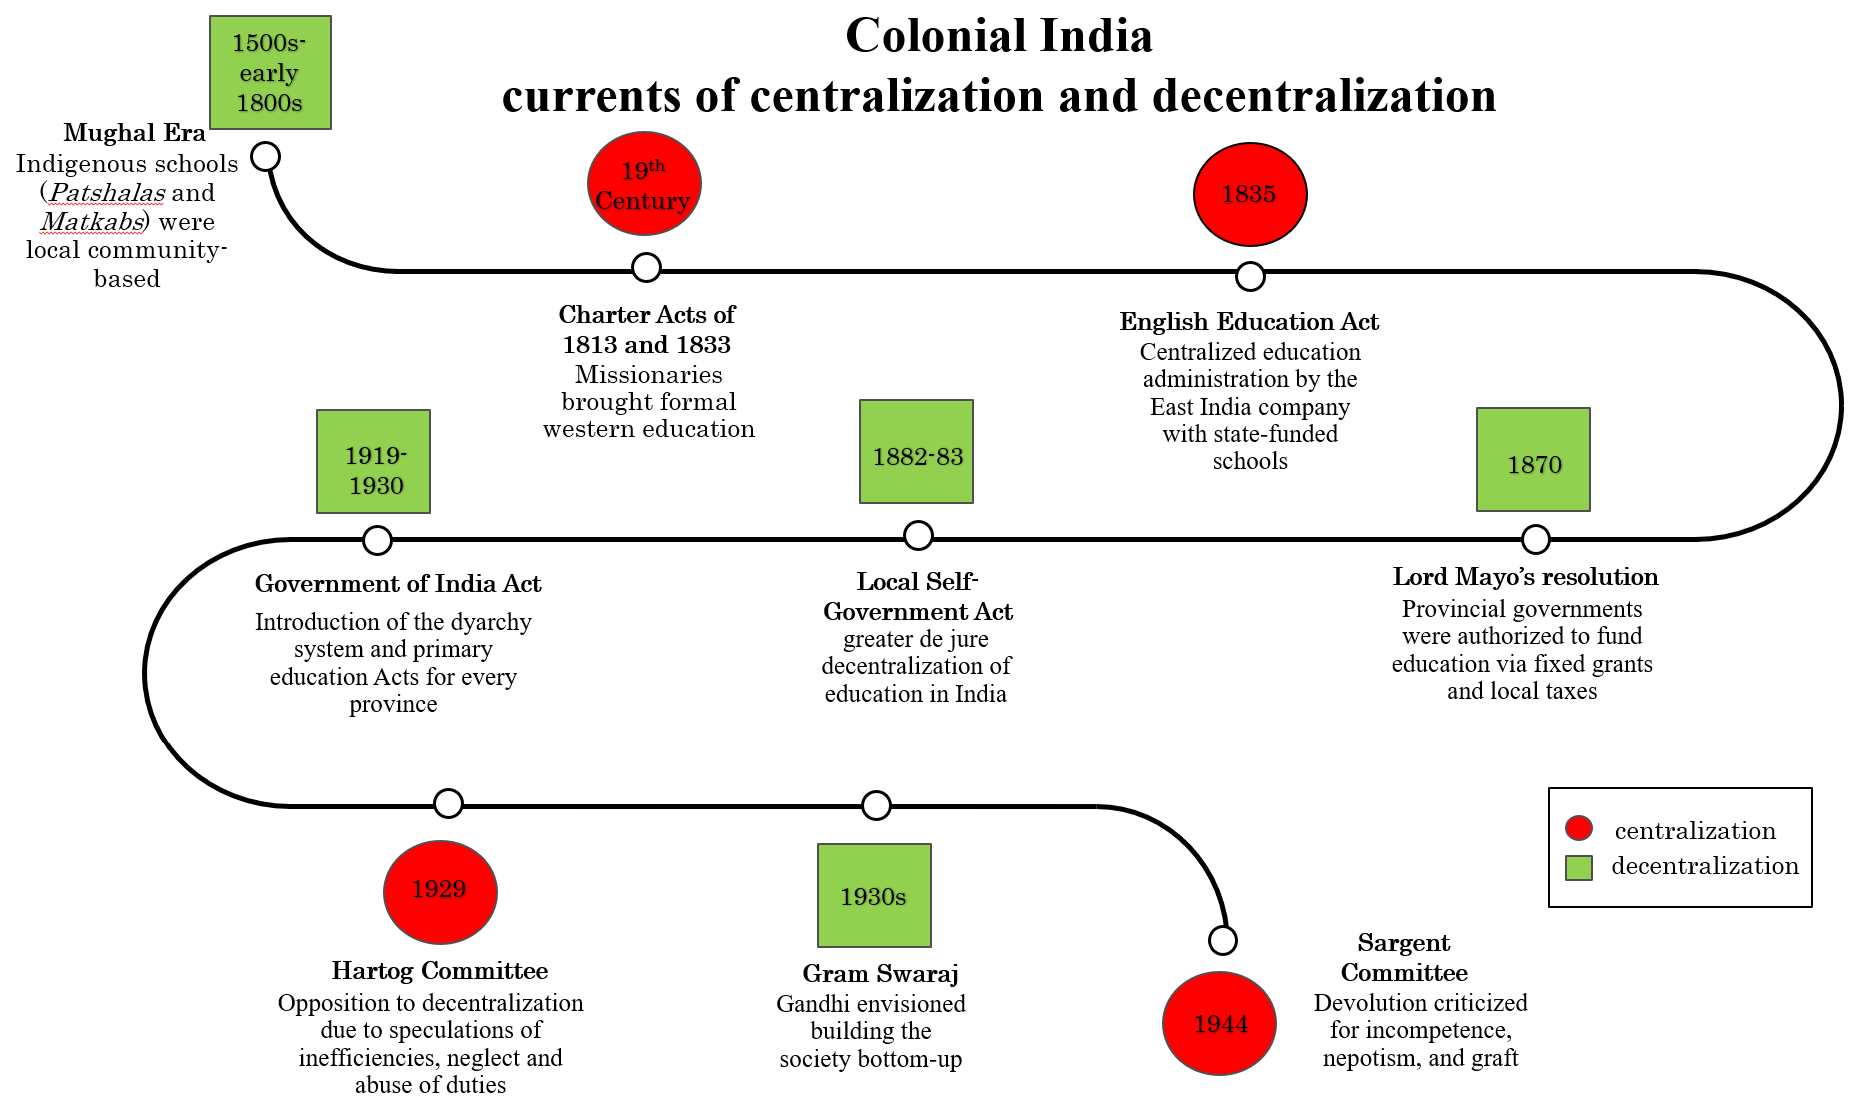 Colonial India
currents of centralization and decentralization
1500s-
early
1800s
Mughal Era
Indigenous schools
(Patshalas and
Matkabs) were
local community-
based
19th
Century
Charter Acts of
1813 and 1833
Missionaries
brought formal
western education
1835
English Education Act
Centralized education
administration by the
East India company
with state-funded
schools
1870
Lord Mayo’s resolution
Provincial governments
were authorized to fund
education via fixed grants
and local taxes
1882-83
Local Self-
Government Act
greater de jure
decentralization of
education in India
1919-
1930
Government of India Act
Introduction of the dyarchy
system and primary
education Acts for every
province
1929
Hartog Committee
Opposition to decentralization
due to speculations of
inefficiencies, neglect and
abuse of duties
1930s
Gram Swaraj
Gandhi envisioned
building the
society bottom-up
1944
Sargent
Committee
Devolution criticized
for incompetence,
nepotism, and graft
centralization
decentralization